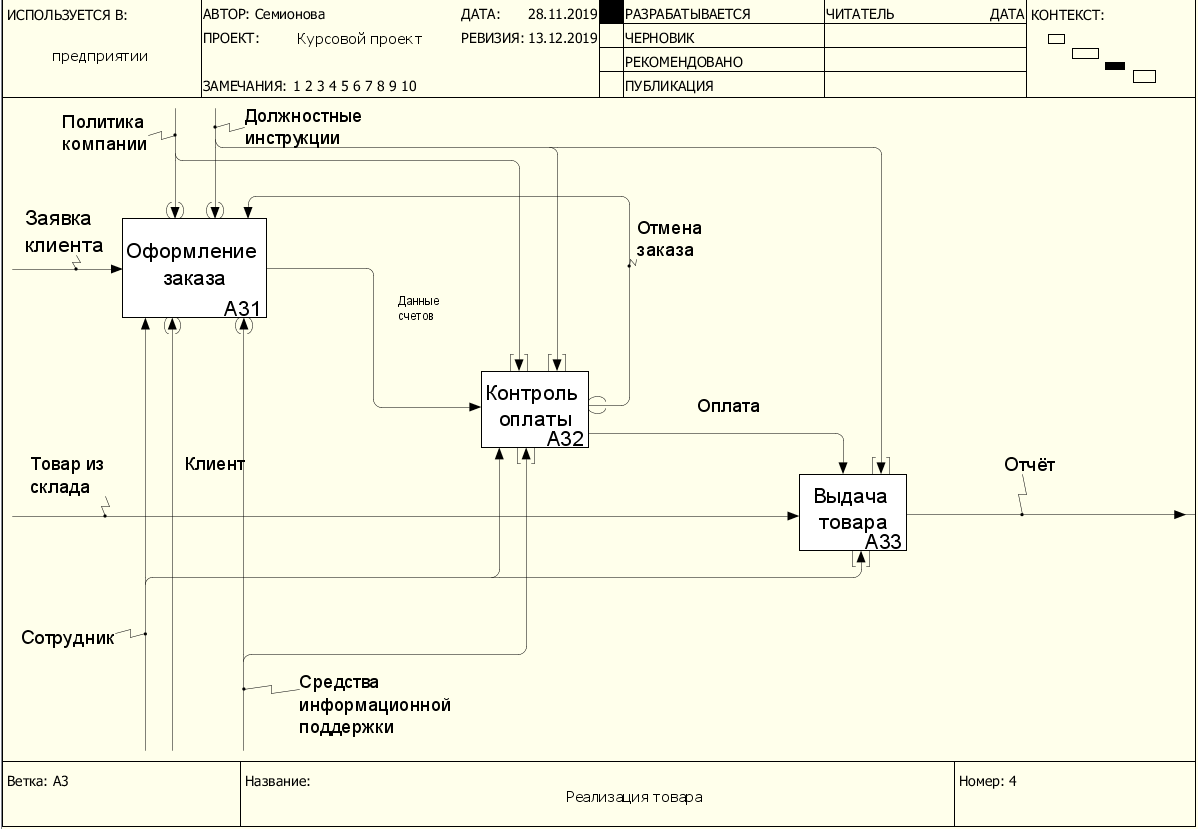 ИСПОЛЬЗУЕТСЯ В:
предприятии
АВТОР: Семионова
ДАТА: 28.11.2019
ПРОЕКТ: Курсовой проект
РЕВИЗИЯ: 13.12.2019
ЗАМЕЧАНИЯ: 1 2 3 4 5 6 7 8 9 10
РАЗРАБАТЫВАЕТСЯ
ЧЕРНОВИК
РЕКОМЕНДОВАНО
ПУБЛИКАЦИЯ
ЧИТАТЕЛЬ
ДАТА
КОНТЕКСТ:
Политика
компании
Должностные
инструкции
Заявка
клиента
Оформление
заказа
A31
Отмена
заказа
Данные
счетов
Контроль
оплаты
A32
Оплата
Товар из
склада
Клиент
Выдача
товара
A33
Отчёт
Сотрудник
Средства
информационной
поддержки
Ветка: A3
Название:
Реализация товара
Номер: 4